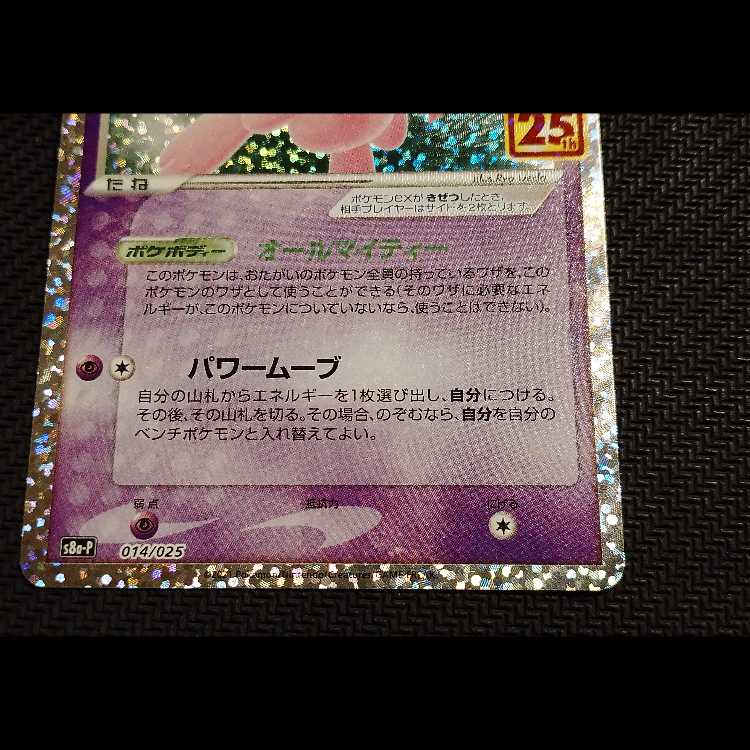 25th
たね
ポケモンexが きぜつしたとき、
相手プレイヤーはサイドを2枚とります。
ポケボディー オールマイティー
このポケモンは、おたがいのポケモン全員の持っているワザを、この
ポケモンのワザとして使うことができる(そのワザに必要なエネ
ルギーが、このポケモンについていないなら、使うことはできない)。
パワームーブ
自分の山札からエネルギーを1枚選び出し、自分につける。
その後、その山札を切る。その場合、のぞむなら、自分を自分の
ベンチポケモンと入れ替えてよい。
弱点 抵抗力 にげる
s8a-P 014/025